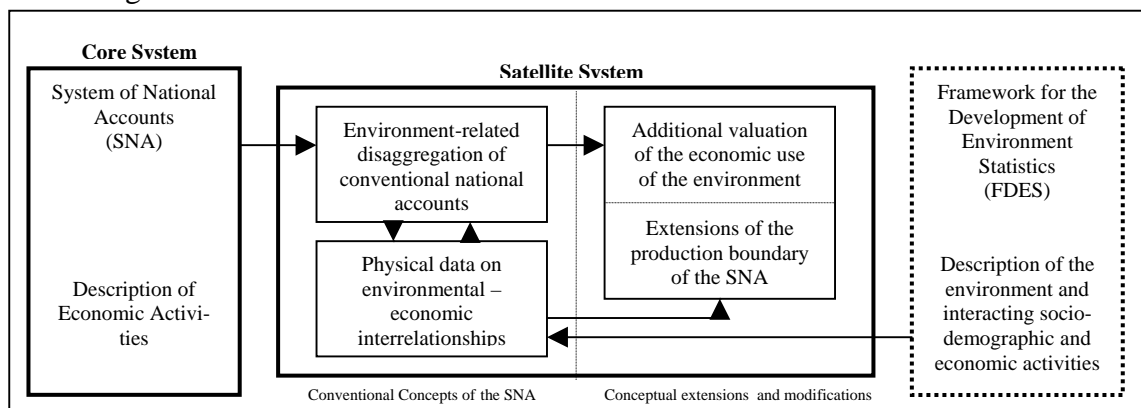 Core System
System of National
Accounts
(SNA)
Description of
Economic Activi-
ties
Satellite System
Environment-related
disaggregation of
conventional national
accounts
Physical data on
environmental –
economic
interrelationships
Additional valuation
of the economic use
of the environment
Extensions of the
production boundary
of the SNA
Conventional Concepts of the SNA
Conceptual extensions and modifications
Framework for the
Development of
Environment
Statistics
(FDES)
Description of the
environment and
interacting socio-
demographic and
economic activities